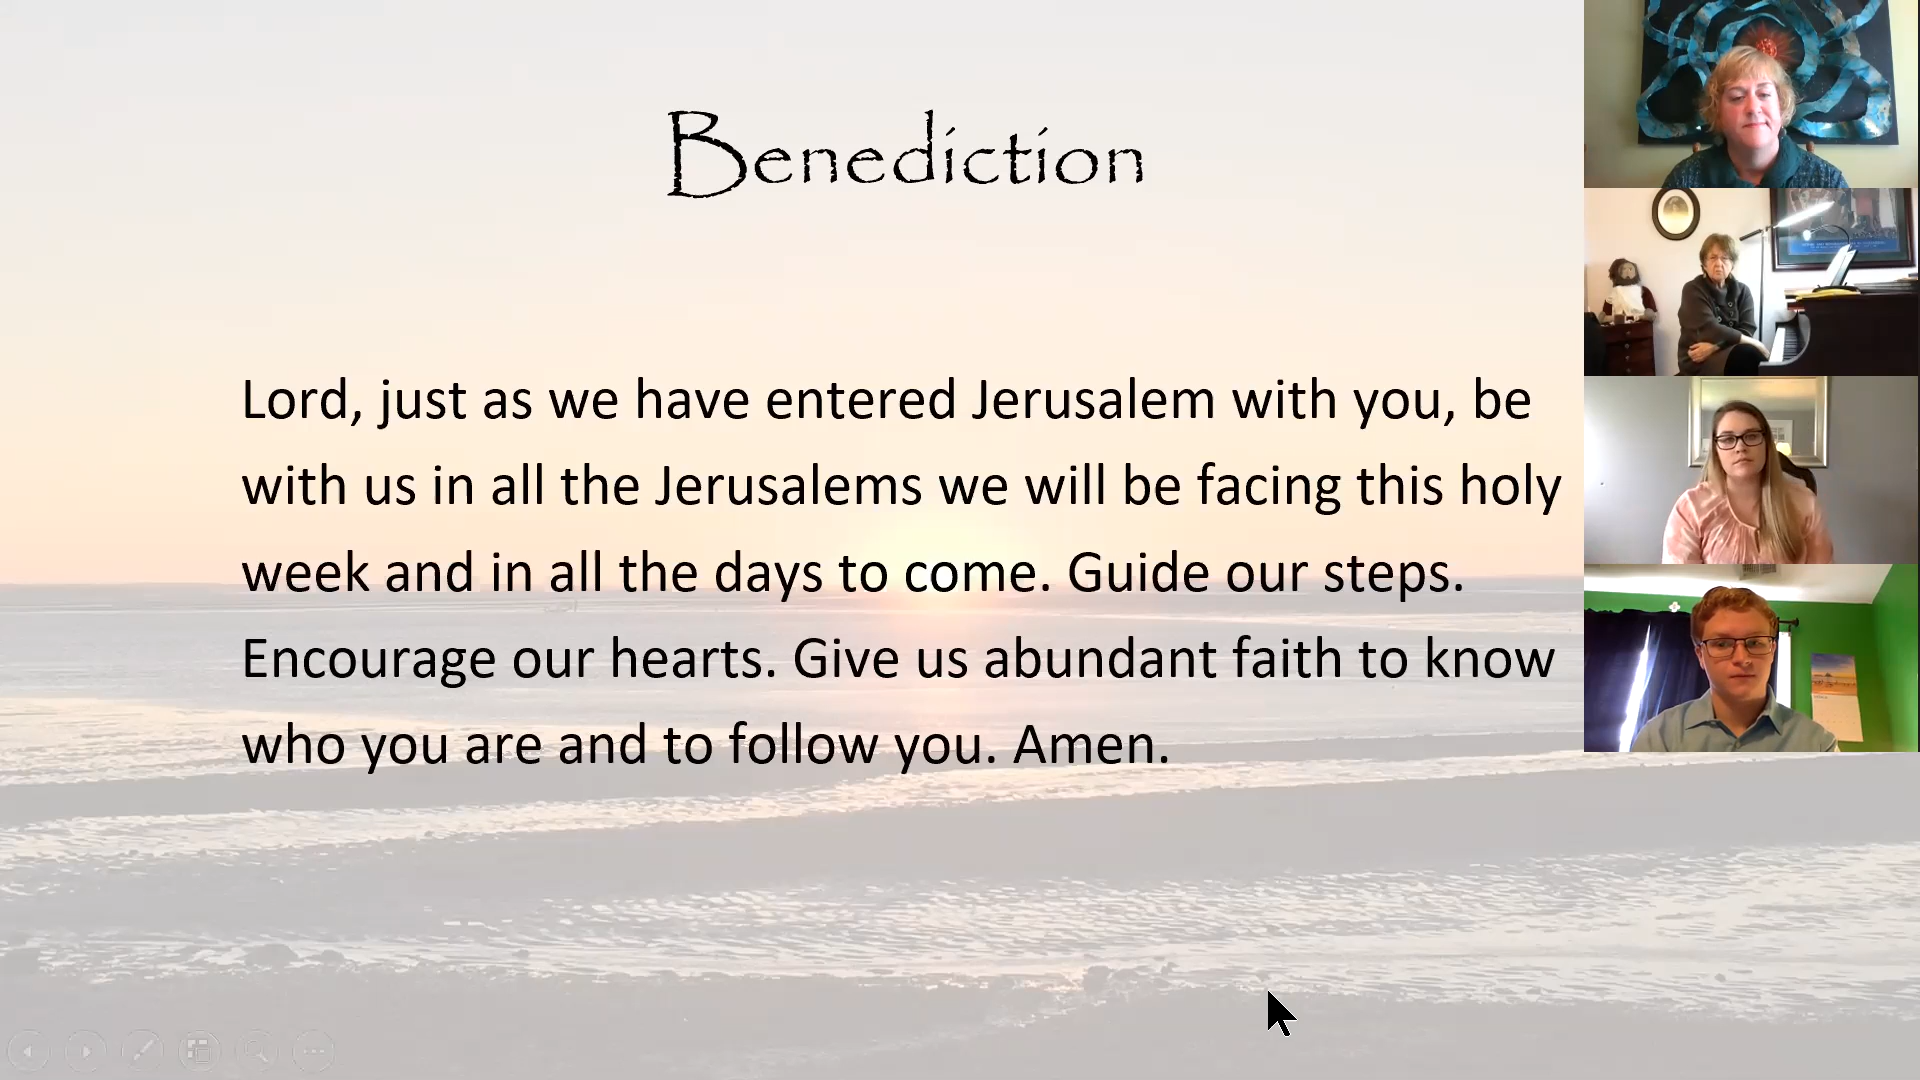 Benediction
Lord, just as we have entered Jerusalem with you, be
with us in all the Jerusalems we will be facing this holy
week and in all the days to come. Guide our steps.
Encourage our hearts. Give us abundant faith to know
who you are and to follow you. Amen.